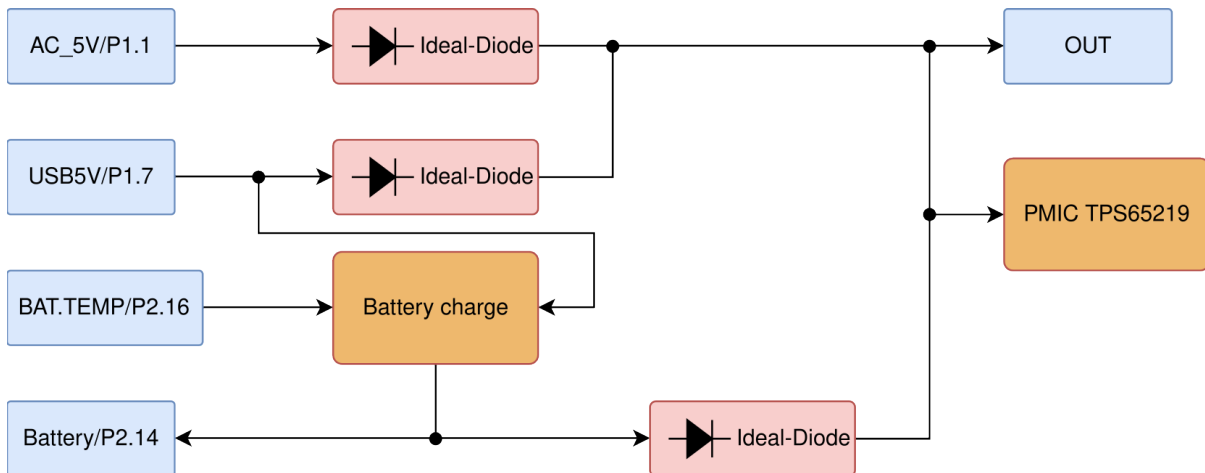 AC_5V/P1.1
Ideal-Diode
OUT
USB5V/P1.7
Ideal-Diode
PMIC TPS65219
BAT.TEMP/P2.16
Battery charge
Battery/P2.14
Ideal-Diode